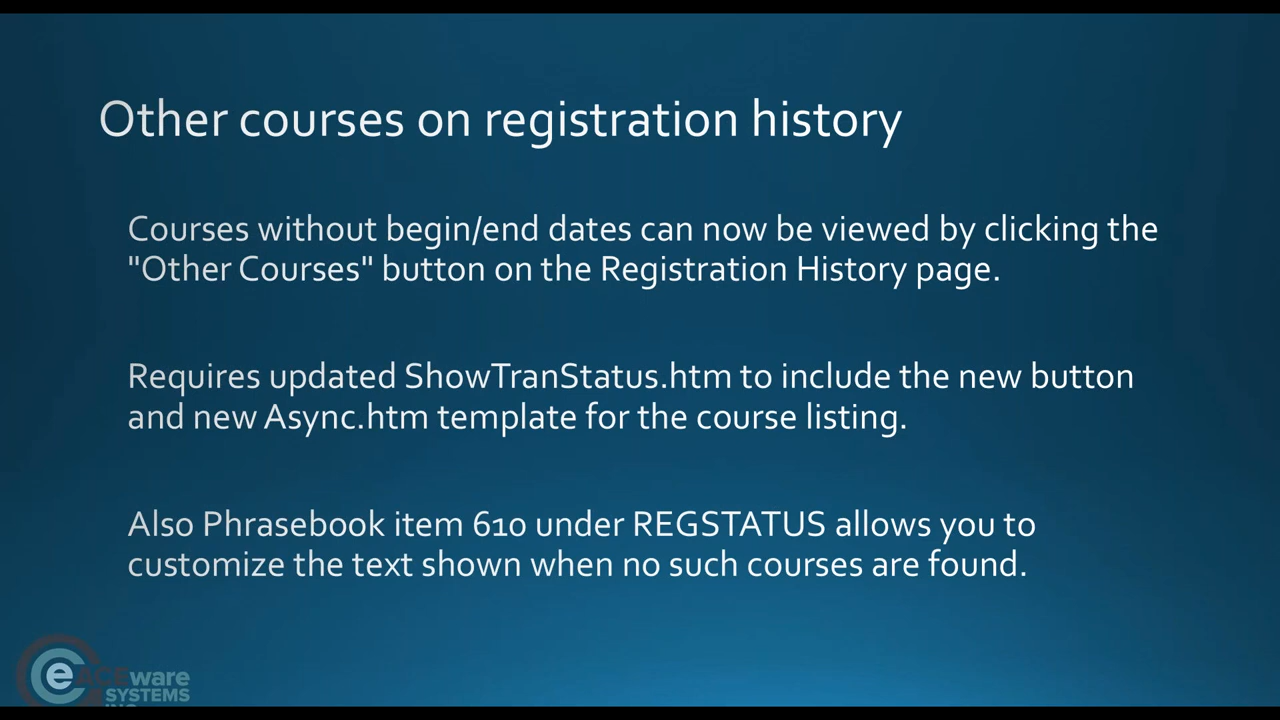 Other courses on registration history
Courses without begin/end dates can now be viewed by clicking the
"Other Courses" button on the Registration History page.
Requires updated ShowTranStatus.htm to include the new button
and new Async.htm template for the course listing.
Also Phrasebook item 610 under REGSTATUS allows you to
customize the text shown when no such courses are found.
e ACEware
SYSTEMS
INC